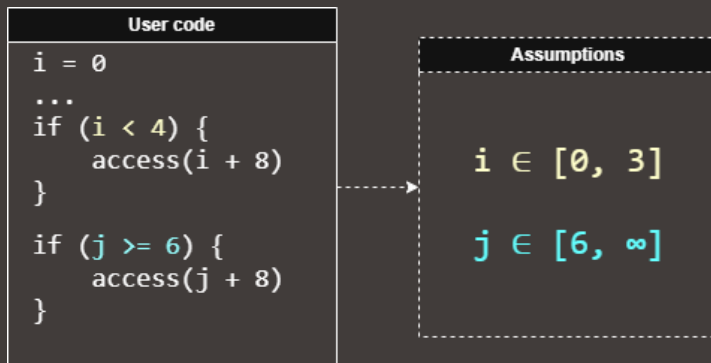 User code
i = 0
...
if (i < 4) {
    access(i + 8)
}
if (j >= 6) {
    access(j + 8)
}
Assumptions
i ∈ [0, 3]
j ∈ [6, ∞]